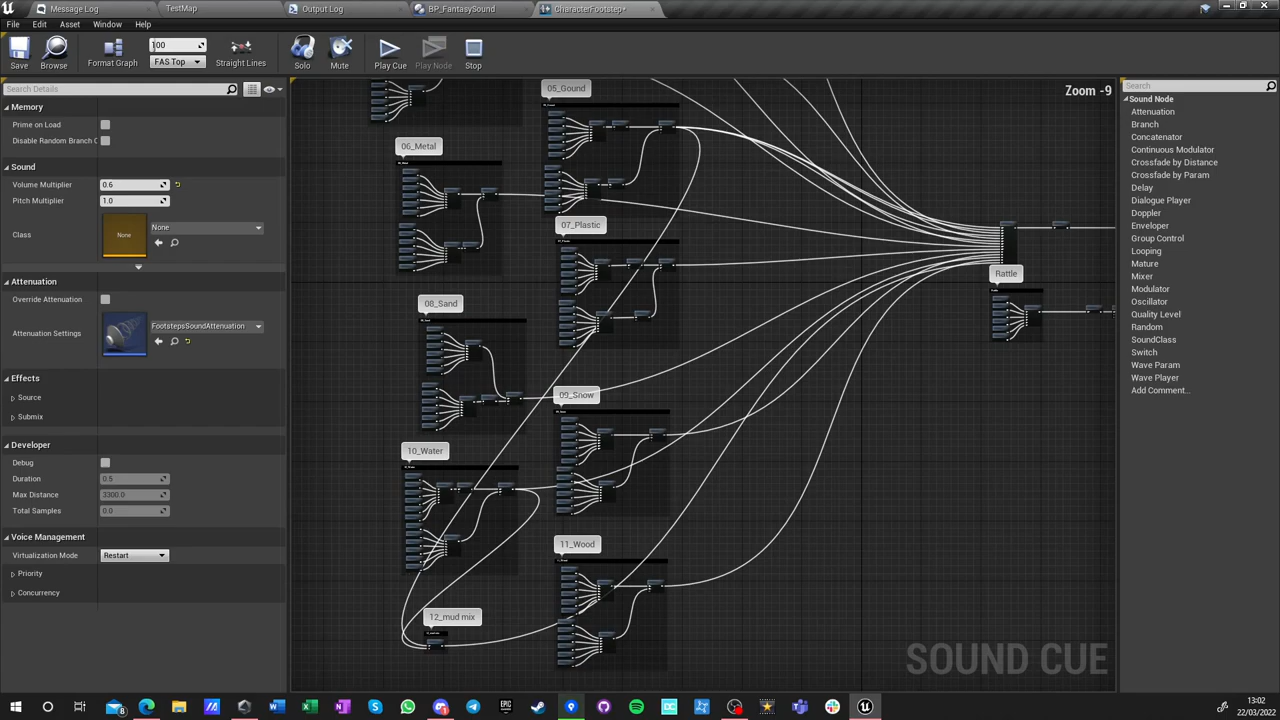 Message Log
TestMap
Output Log
BP_FantasySound
CharacterFootstep*
File
Edit
Asset
Window
Help
Save
Browse
Format Graph
100
FAS Top
Straight Lines
Solo
Mute
Play Cue
Play Node
Stop
Search Details
Memory
Prime on Load
Disable Random Branch C
Sound
Volume Multiplier
0.6
Pitch Multiplier
1.0
Class
None
None
Attenuation
Override Attenuation
Attenuation Settings
FootstepsSoundAttenuation
Effects
Source
Submix
Developer
Debug
Duration
0.5
Max Distance
3300.0
Total Samples
0.0
Voice Management
Virtualization Mode
Restart
Priority
Concurrency
05_Gound
Zoom -9
06_Metal
07_Plastic
Rattle
08_Sand
09_Snow
10_Water
11_Wood
12_mud mix
SOUND CUE
Search
Sound Node
Attenuation
Branch
Concatenator
Continuous Modulator
Crossfade by Distance
Crossfade by Param
Delay
Dialogue Player
Doppler
Enveloper
Group Control
Looping
Mature
Mixer
Modulator
Oscillator
Quality Level
Random
SoundClass
Switch
Wave Param
Wave Player
Add Comment...
13:02
22/03/2022